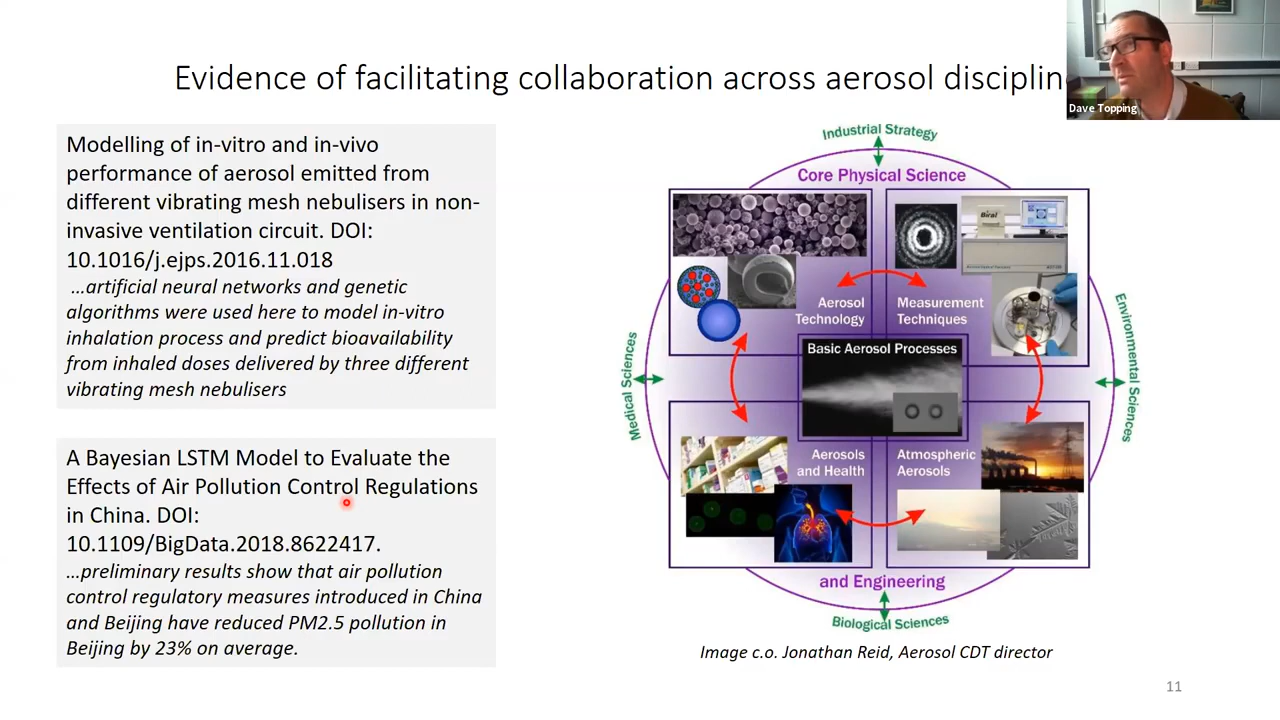 Evidence of facilitating collaboration across aerosol disciplin
Dave Topping
Modelling of in-vitro and in-vivo
performance of aerosol emitted from
different vibrating mesh nebulisers in non-
invasive ventilation circuit. DOI:
10.1016/j.ejps.2016.11.018
…artificial neural networks and genetic
algorithms were used here to model in-vitro
inhalation process and predict bioavailability
from inhaled doses delivered by three different
vibrating mesh nebulisers
A Bayesian LSTM Model to Evaluate the
Effects of Air Pollution Control Regulations
in China. DOI:
10.1109/BigData.2018.8622417.
…preliminary results show that air pollution
control regulatory measures introduced in China
and Beijing have reduced PM2.5 pollution in
Beijing by 23% on average.
Industrial Strategy
Core Physical Science
Biral
Aerosol
Technology
Measurement
Techniques
Basic Aerosol Processes
Medical Sciences
Environmental Sciences
Aerosols
and Health
Atmospheric
Aerosols
and Engineering
Biological Sciences
Image c.o. Jonathan Reid, Aerosol CDT director
11